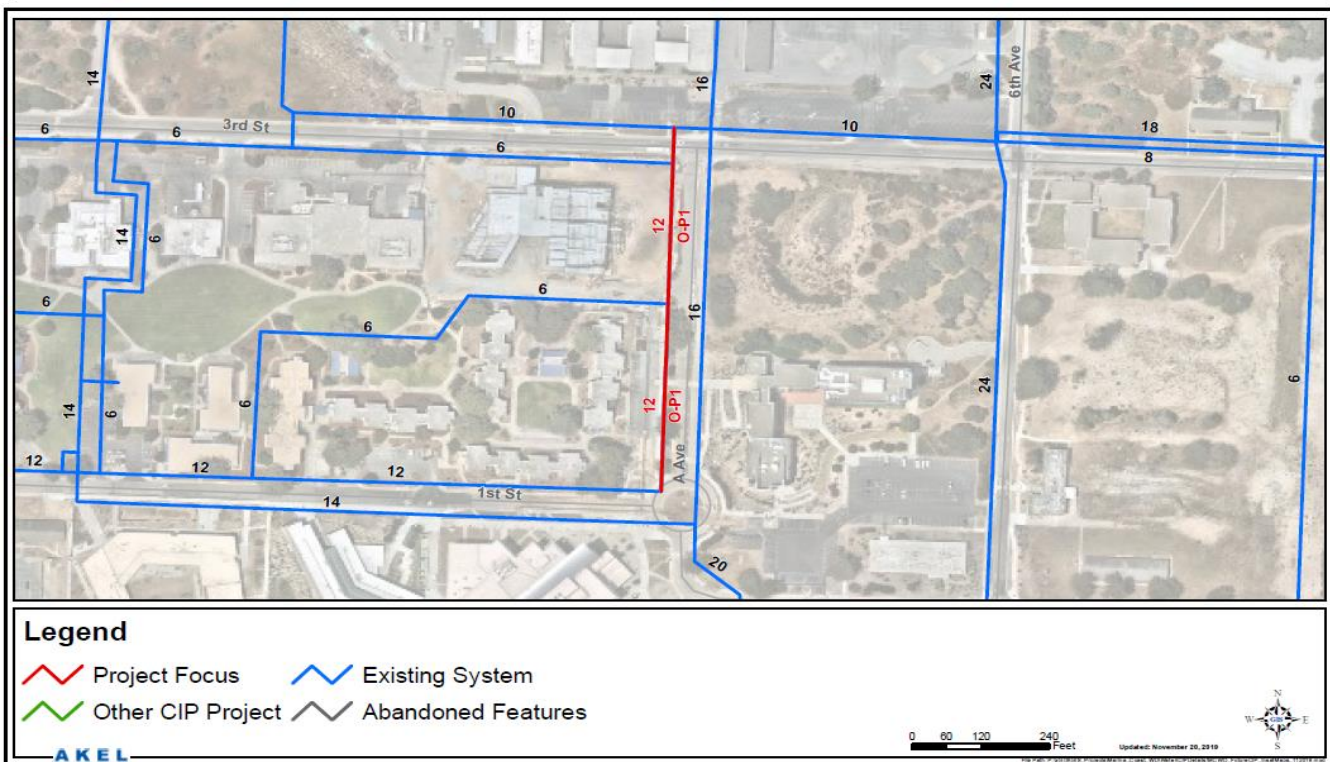 14
16
24
6th Ave
10
10
18
6
6
3rd St
6
8
12
O-P1
14
6
6
6
16
6
12
O-P1
24
6
14
6
6
A Ave
12
12
12
1st St
14
20
Legend
Project Focus
Existing System
Other CIP Project
Abandoned Features
AKEL
0 60 120 240
Feet
Updated: November 20, 2019
N
W GIS E
S